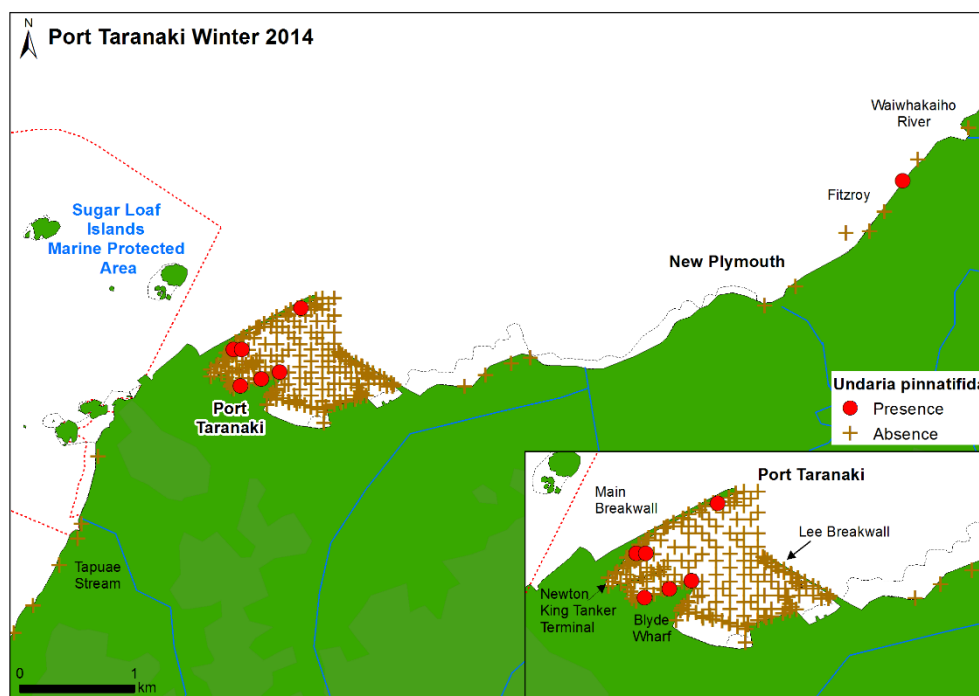 N
Port Taranaki Winter 2014
Waiwhakaiho
River
Fitzroy
Sugar Loaf
Islands
Marine Protected
Area
New Plymouth
Port
Taranaki
Undaria pinnatifida
Presence
Absence
Tapuae
Stream
0 1
km
Port Taranaki
Main
Breakwall
Lee Breakwall
Newton
King Tanker
Terminal
Blyde
Wharf